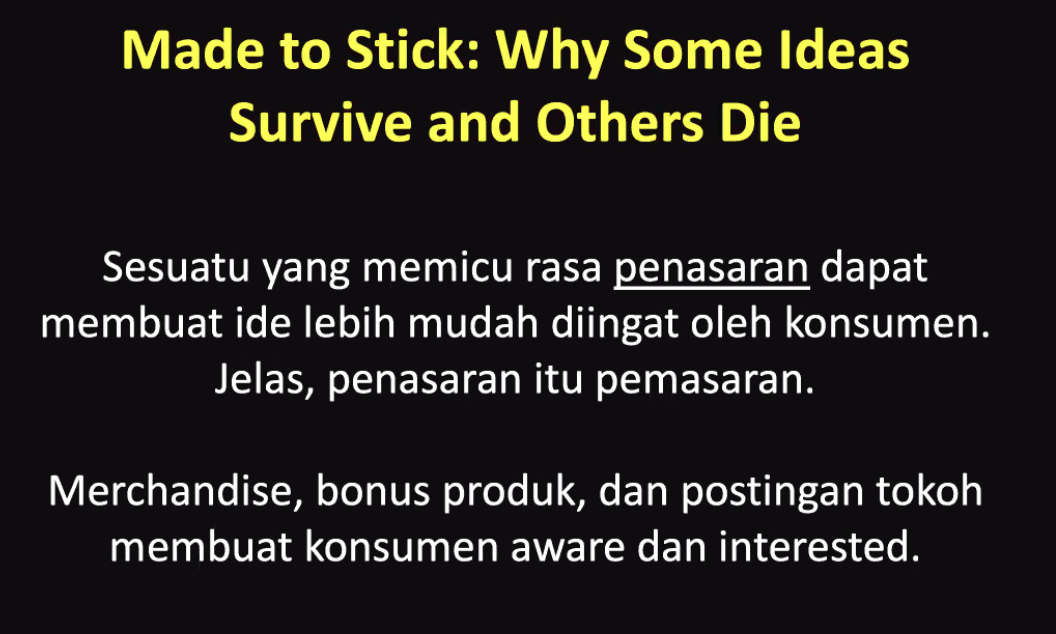 Made to Stick: Why Some Ideas
Survive and Others Die
Sesuatu yang memicu rasa penasaran dapat
membuat ide lebih mudah diingat oleh konsumen.
Jelas, penasaran itu pemasaran.
Merchandise, bonus produk, dan postingan tokoh
membuat konsumen aware dan interested.